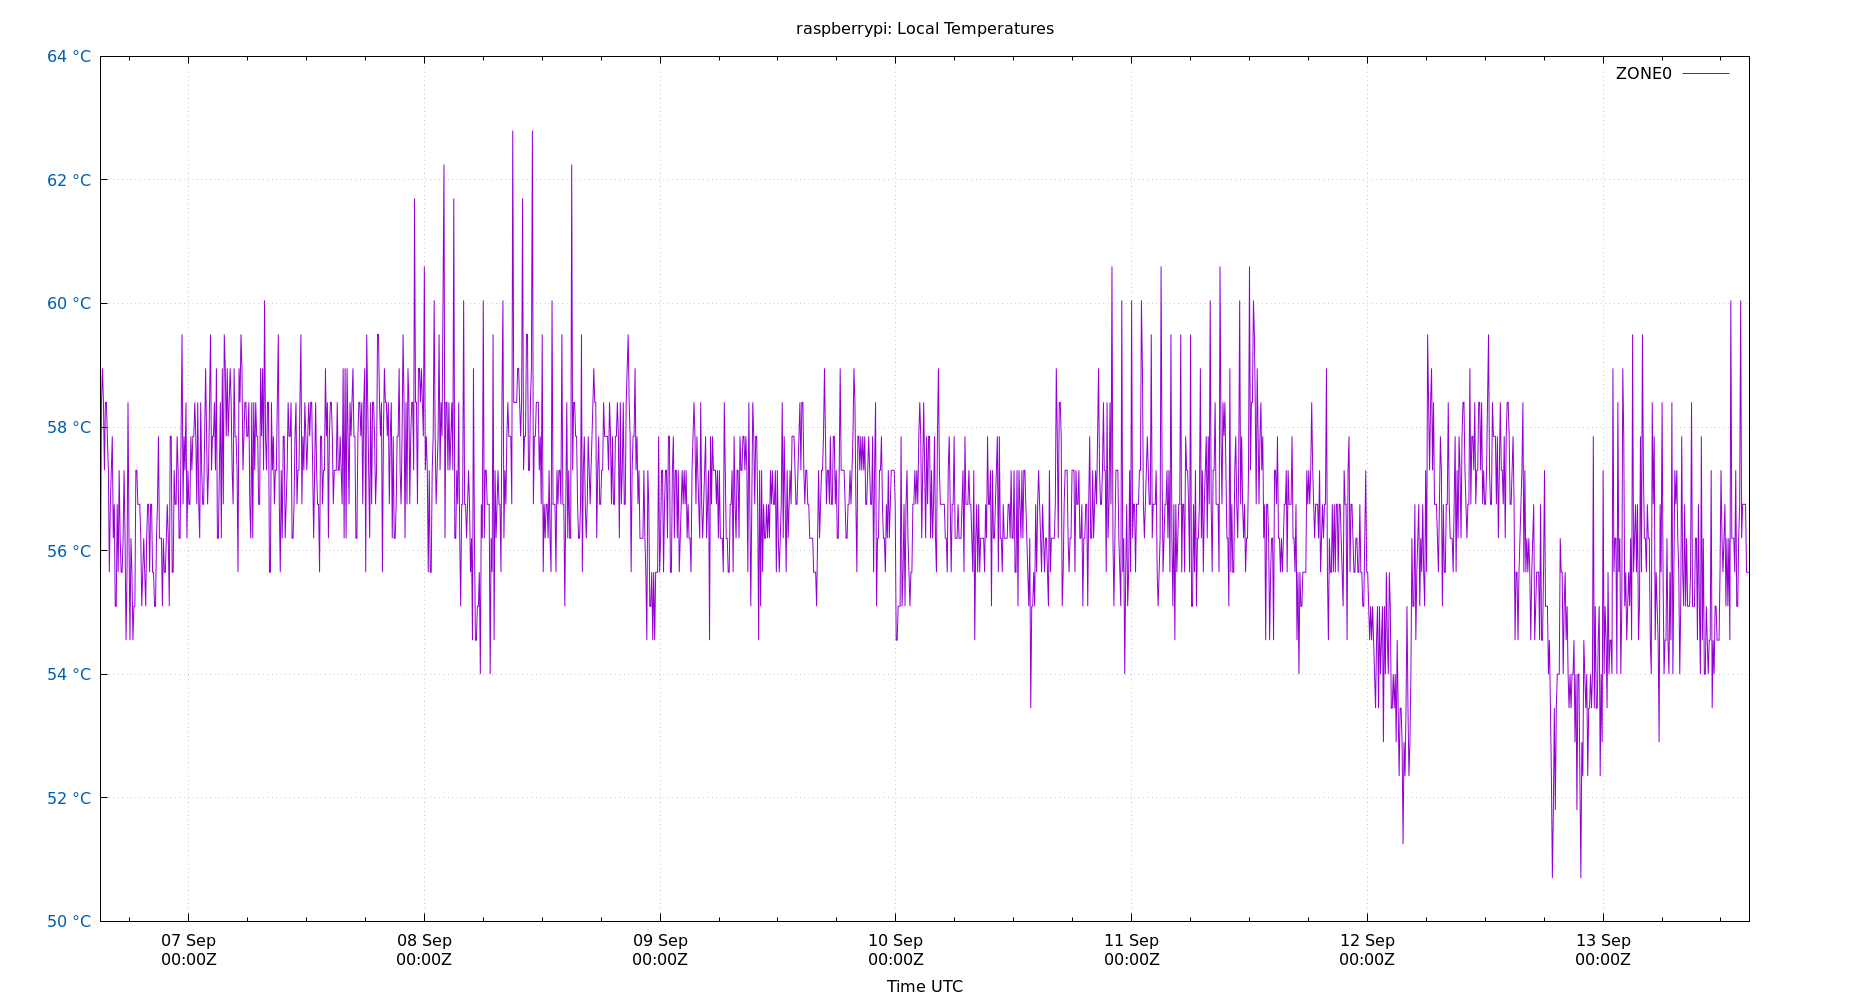 raspberrypi: Local Temperatures
64 °C
ZONE0
62 °C
60 °C
58 °C
56 °C
54 °C
52 °C
50 °C
07 Sep 08 Sep 09 Sep 10 Sep 11 Sep 12 Sep 13 Sep
00:00Z 00:00Z 00:00Z 00:00Z 00:00Z 00:00Z 00:00Z
Time UTC